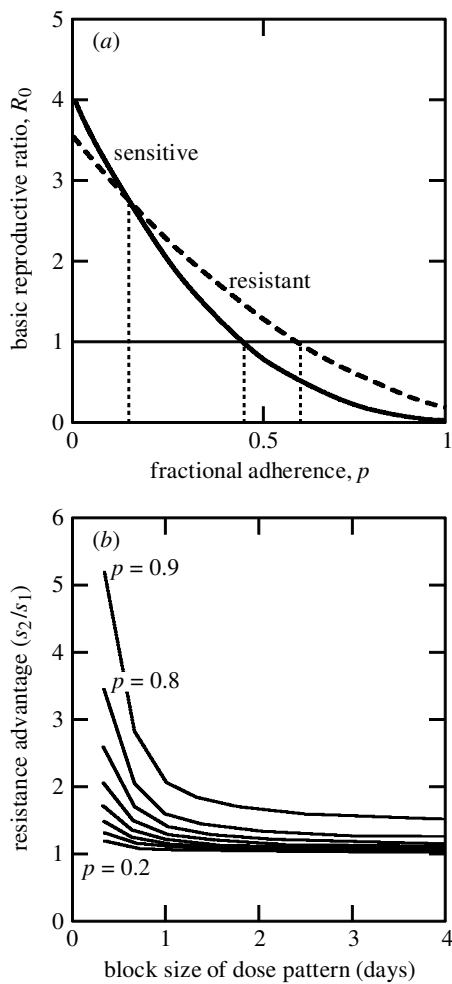 (a)
5
4
3
2
1
0
basic reproductive ratio, R0
sensitive
resistant
0 0.5 1
fractional adherence, p
(b)
6
5
4
3
2
1
0
resistance advantage (s2/s1)
p = 0.9
p = 0.8
p = 0.2
0 1 2 3 4
block size of dose pattern (days)